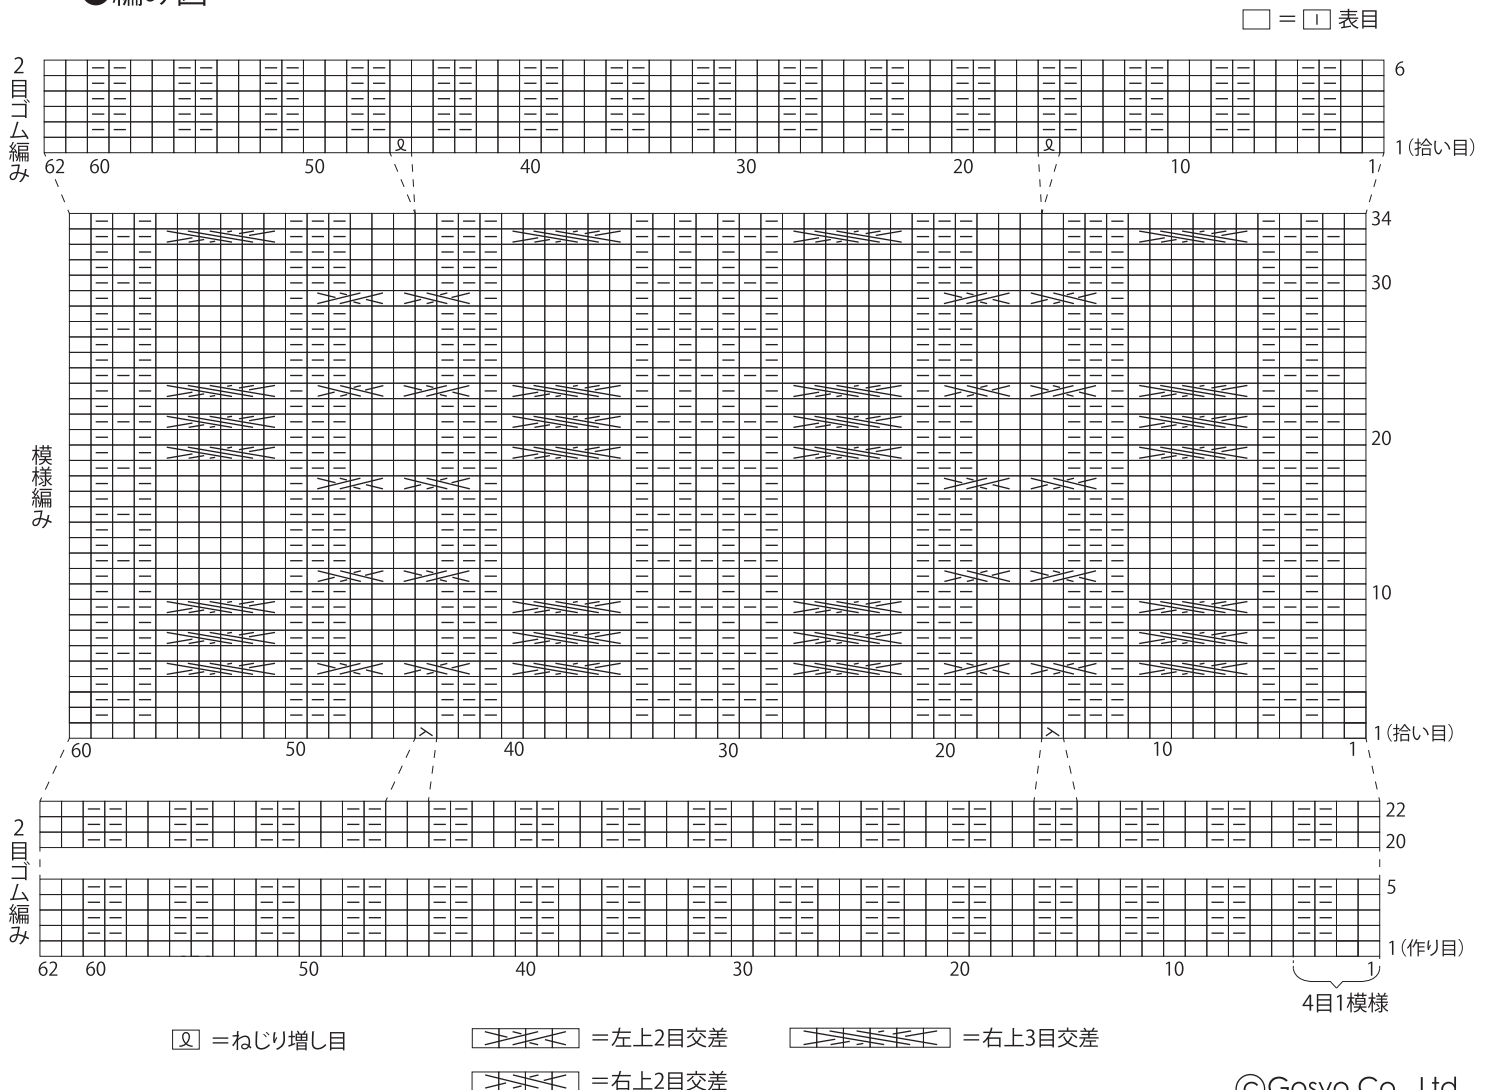 ●編み図
□=｜ 表目
2目ゴム編み
6
1(拾い目)
62 60 50 40 30 20 10 1
34
30
20
模様編み
10
1(拾い目)
60 50 40 30 20 10 1
22
20
2目ゴム編み
5
1(作り目)
62 60 50 40 30 20 10 1
4目1模様
=ねじり増し目
=左上2目交差
=右上3目交差
=右上2目交差
©Gosyo Co., Ltd